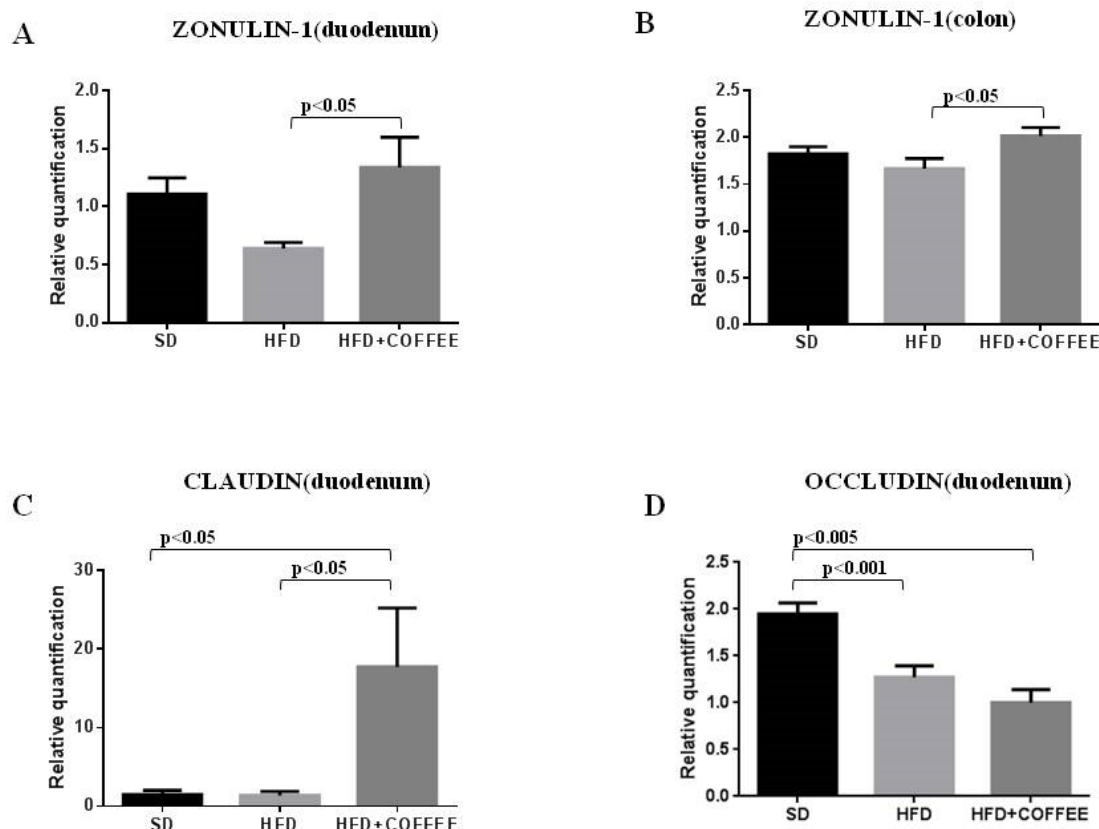 A
ZONULIN-1(duodenum)
Relative quantification
2.0
1.5
1.0
0.5
0.0
p<0.05
SD
HFD
HFD+COFFEE
B
ZONULIN-1(colon)
Relative quantification
2.5
2.0
1.5
1.0
0.5
0.0
p<0.05
SD
HFD
HFD+COFFEE
C
CLAUDIN(duodenum)
Relative quantification
30
20
10
0
p<0.05
p<0.05
SD
HFD
HFD+COFFEE
D
OCCLUDIN(duodenum)
Relative quantification
2.5
2.0
1.5
1.0
0.5
0.0
p<0.005
p<0.001
SD
HFD
HFD+COFFEE